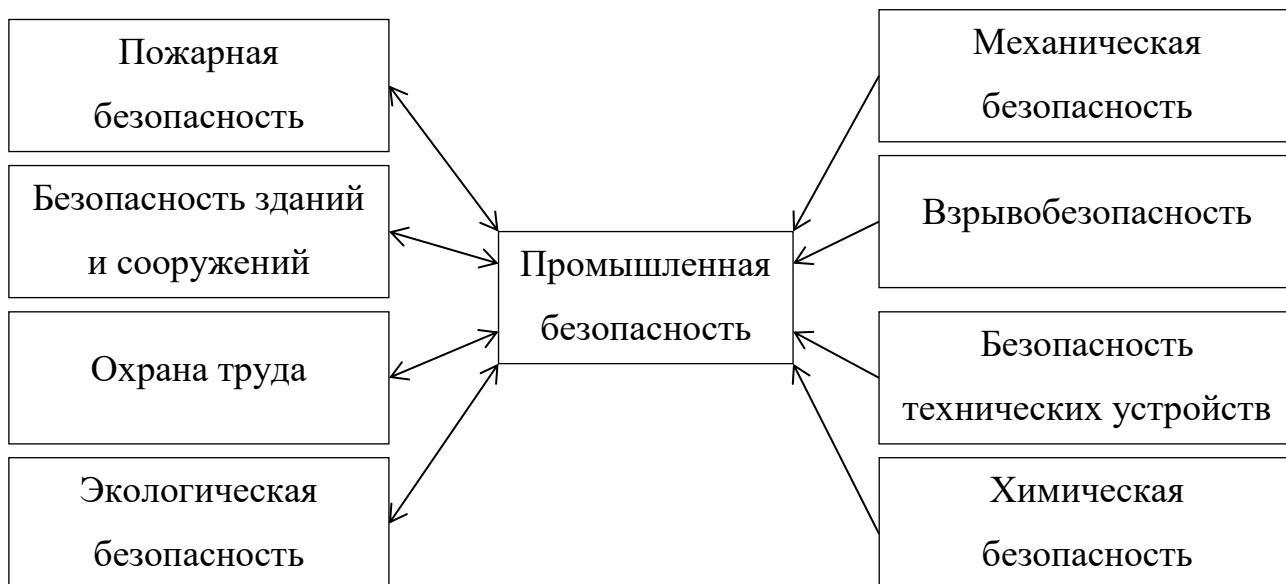 Пожарная
безопасность
Безопасность зданий
и сооружений
Охрана труда
Экологическая
безопасность
Промышленная
безопасность
Механическая
безопасность
Взрывобезопасность
Безопасность
технических устройств
Химическая
безопасность